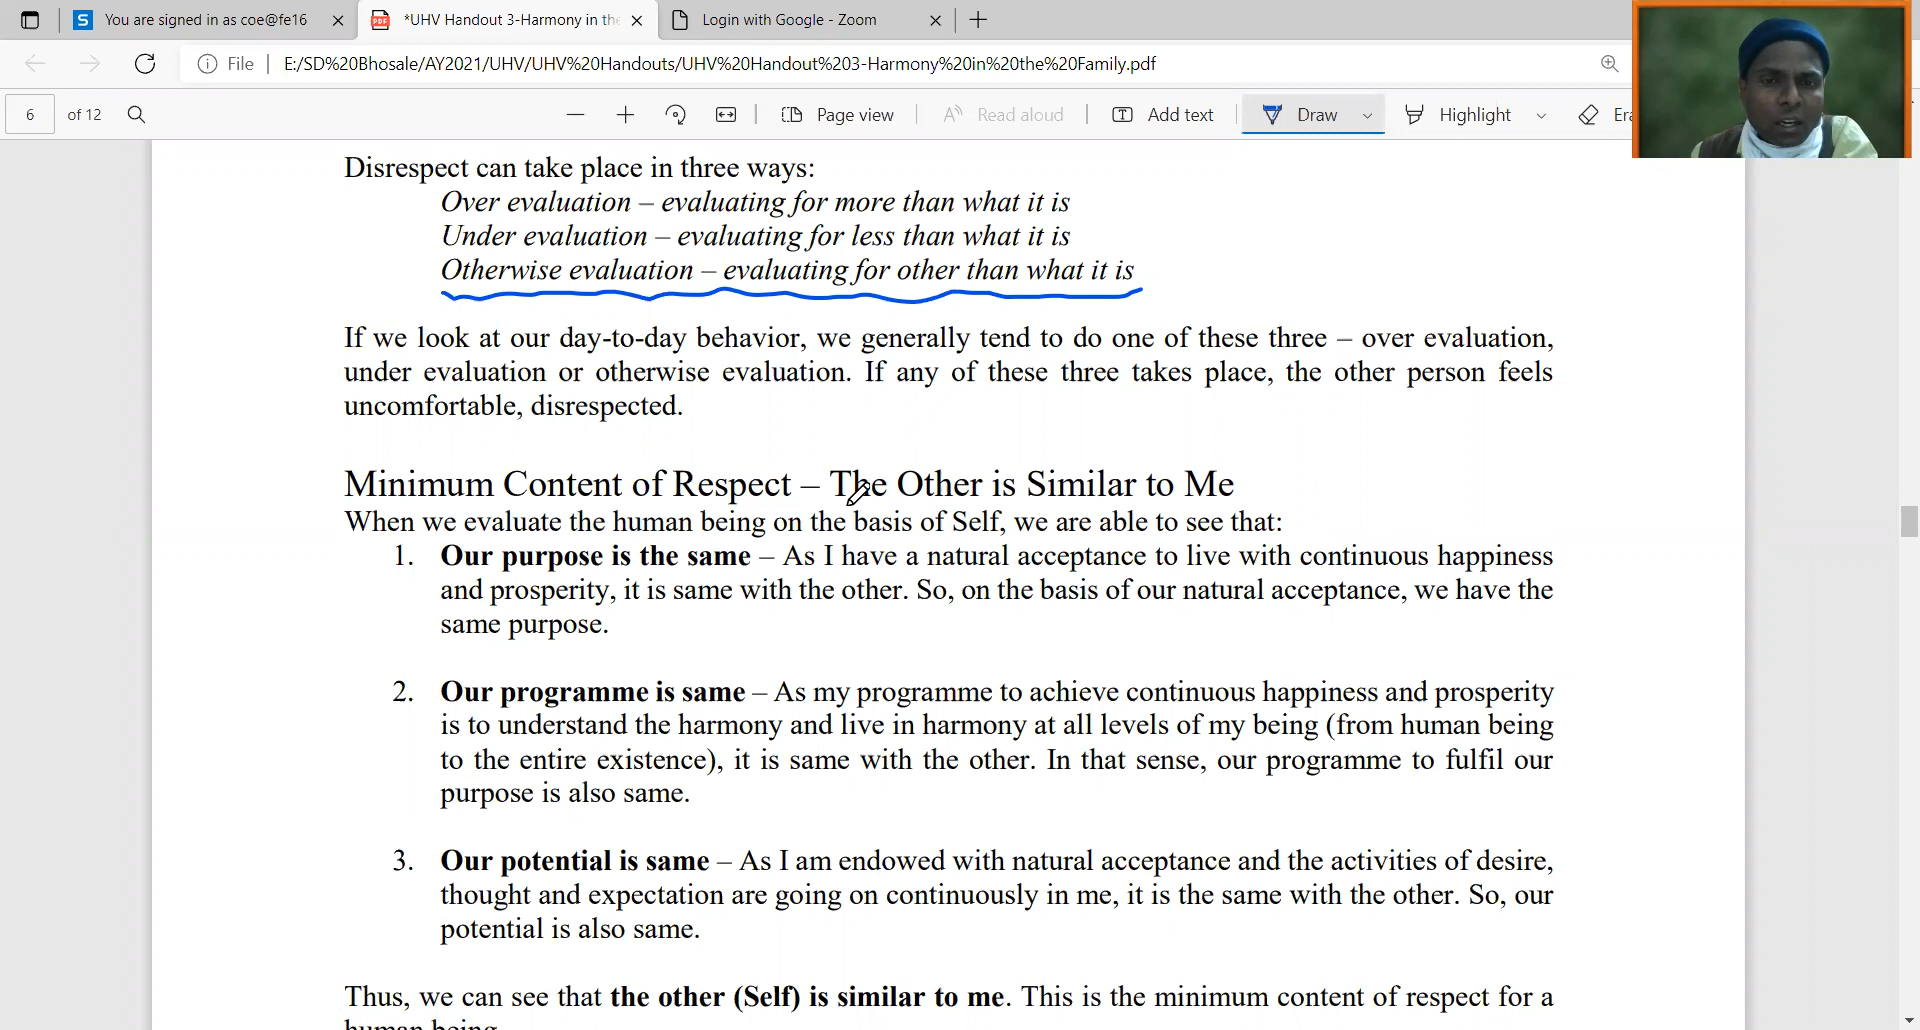 You are signed in as coe@fe16
*UHV Handout 3-Harmony in the
Login with Google - Zoom
File
E:/SD%20Bhosale/AY2021/UHV/UHV%20Handouts/UHV%20Handout%203-Harmony%20in%20the%20Family.pdf
6 of 12
Page view
Read aloud
Add text
Draw
Highlight
Disrespect can take place in three ways:
Over evaluation – evaluating for more than what it is
Under evaluation – evaluating for less than what it is
Otherwise evaluation – evaluating for other than what it is
If we look at our day-to-day behavior, we generally tend to do one of these three – over evaluation,
under evaluation or otherwise evaluation. If any of these three takes place, the other person feels
uncomfortable, disrespected.
Minimum Content of Respect – The Other is Similar to Me
When we evaluate the human being on the basis of Self, we are able to see that:
1. Our purpose is the same – As I have a natural acceptance to live with continuous happiness
and prosperity, it is same with the other. So, on the basis of our natural acceptance, we have the
same purpose.
2. Our programme is same – As my programme to achieve continuous happiness and prosperity
is to understand the harmony and live in harmony at all levels of my being (from human being
to the entire existence), it is same with the other. In that sense, our programme to fulfil our
purpose is also same.
3. Our potential is same – As I am endowed with natural acceptance and the activities of desire,
thought and expectation are going on continuously in me, it is the same with the other. So, our
potential is also same.
Thus, we can see that the other (Self) is similar to me. This is the minimum content of respect for a
human being.